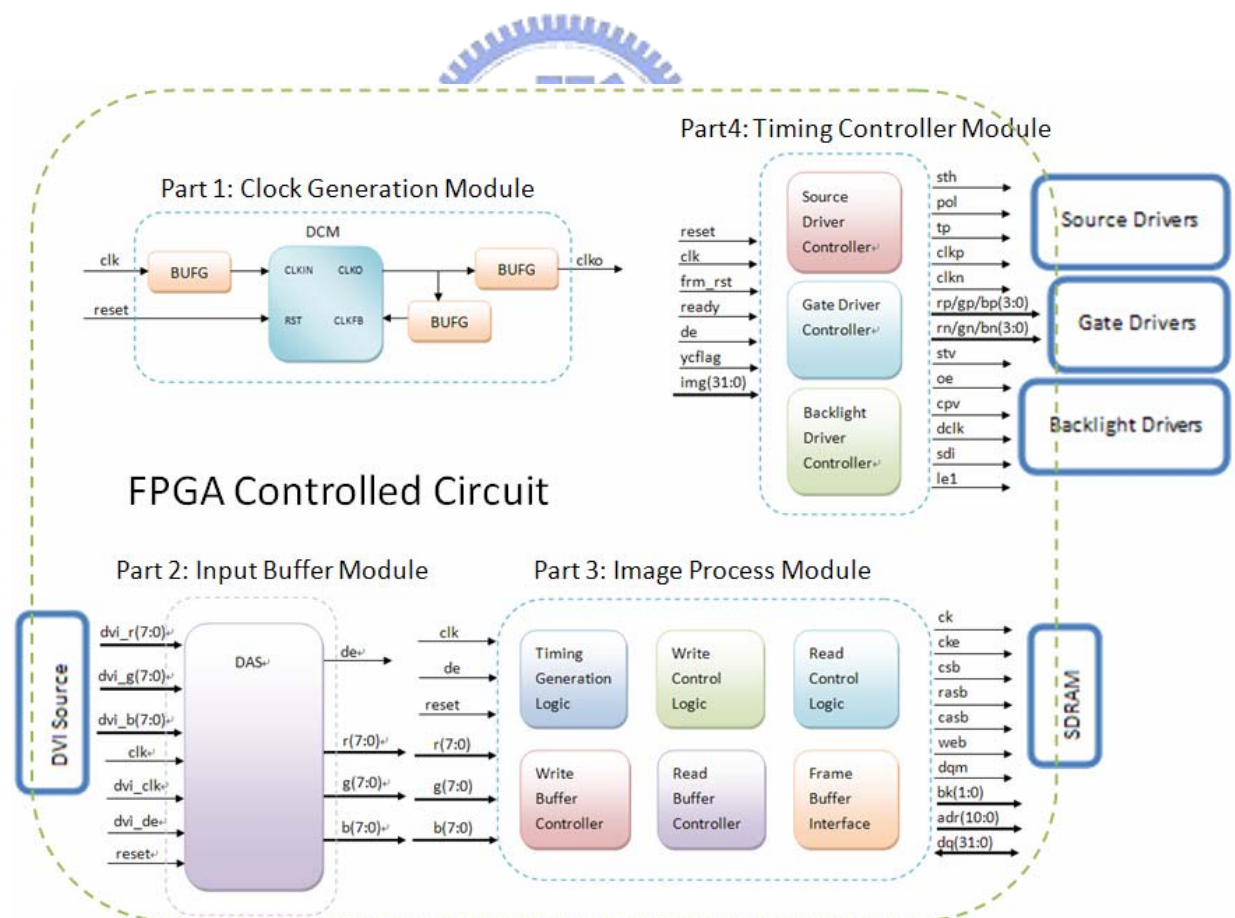 Part4: Timing Controller Module
Part 1: Clock Generation Module
DCM
clk
BUFG
CLKIN
CLKO
BUFG
clko
reset
RST
CLKFB
BUFG
reset
clk
frm_rst
ready
de
ycflag
img(31:0)
Source
Driver
Controller↵
Gate Driver
Controller↵
Backlight
Driver
Controller↵
sth
pol
tp
clkp
clkn
rp/gp/bp(3:0)
rn/gn/bn(3:0)
stv
oe
cpv
dclk
sdi
le1
Source Drivers
Gate Drivers
Backlight Drivers
FPGA Controlled Circuit
Part 2: Input Buffer Module
DVI Source
dvi_r(7:0)↵
dvi_g(7:0)↵
dvi_b(7:0)↵
clk↵
dvi_clk↵
dvi_de↵
reset↵
DAS↵
de↵
r(7:0)↵
g(7:0)↵
b(7:0)↵
Part 3: Image Process Module
clk
de
reset
r(7:0)
g(7:0)
b(7:0)
Timing
Generation
Logic
Write
Control
Logic
Read
Control
Logic
Write
Buffer
Controller
Read
Buffer
Controller
Frame
Buffer
Interface
ck
cke
csb
rasb
casb
web
dqm
bk(1:0)
adr(10:0)
dq(31:0)
SDRAM